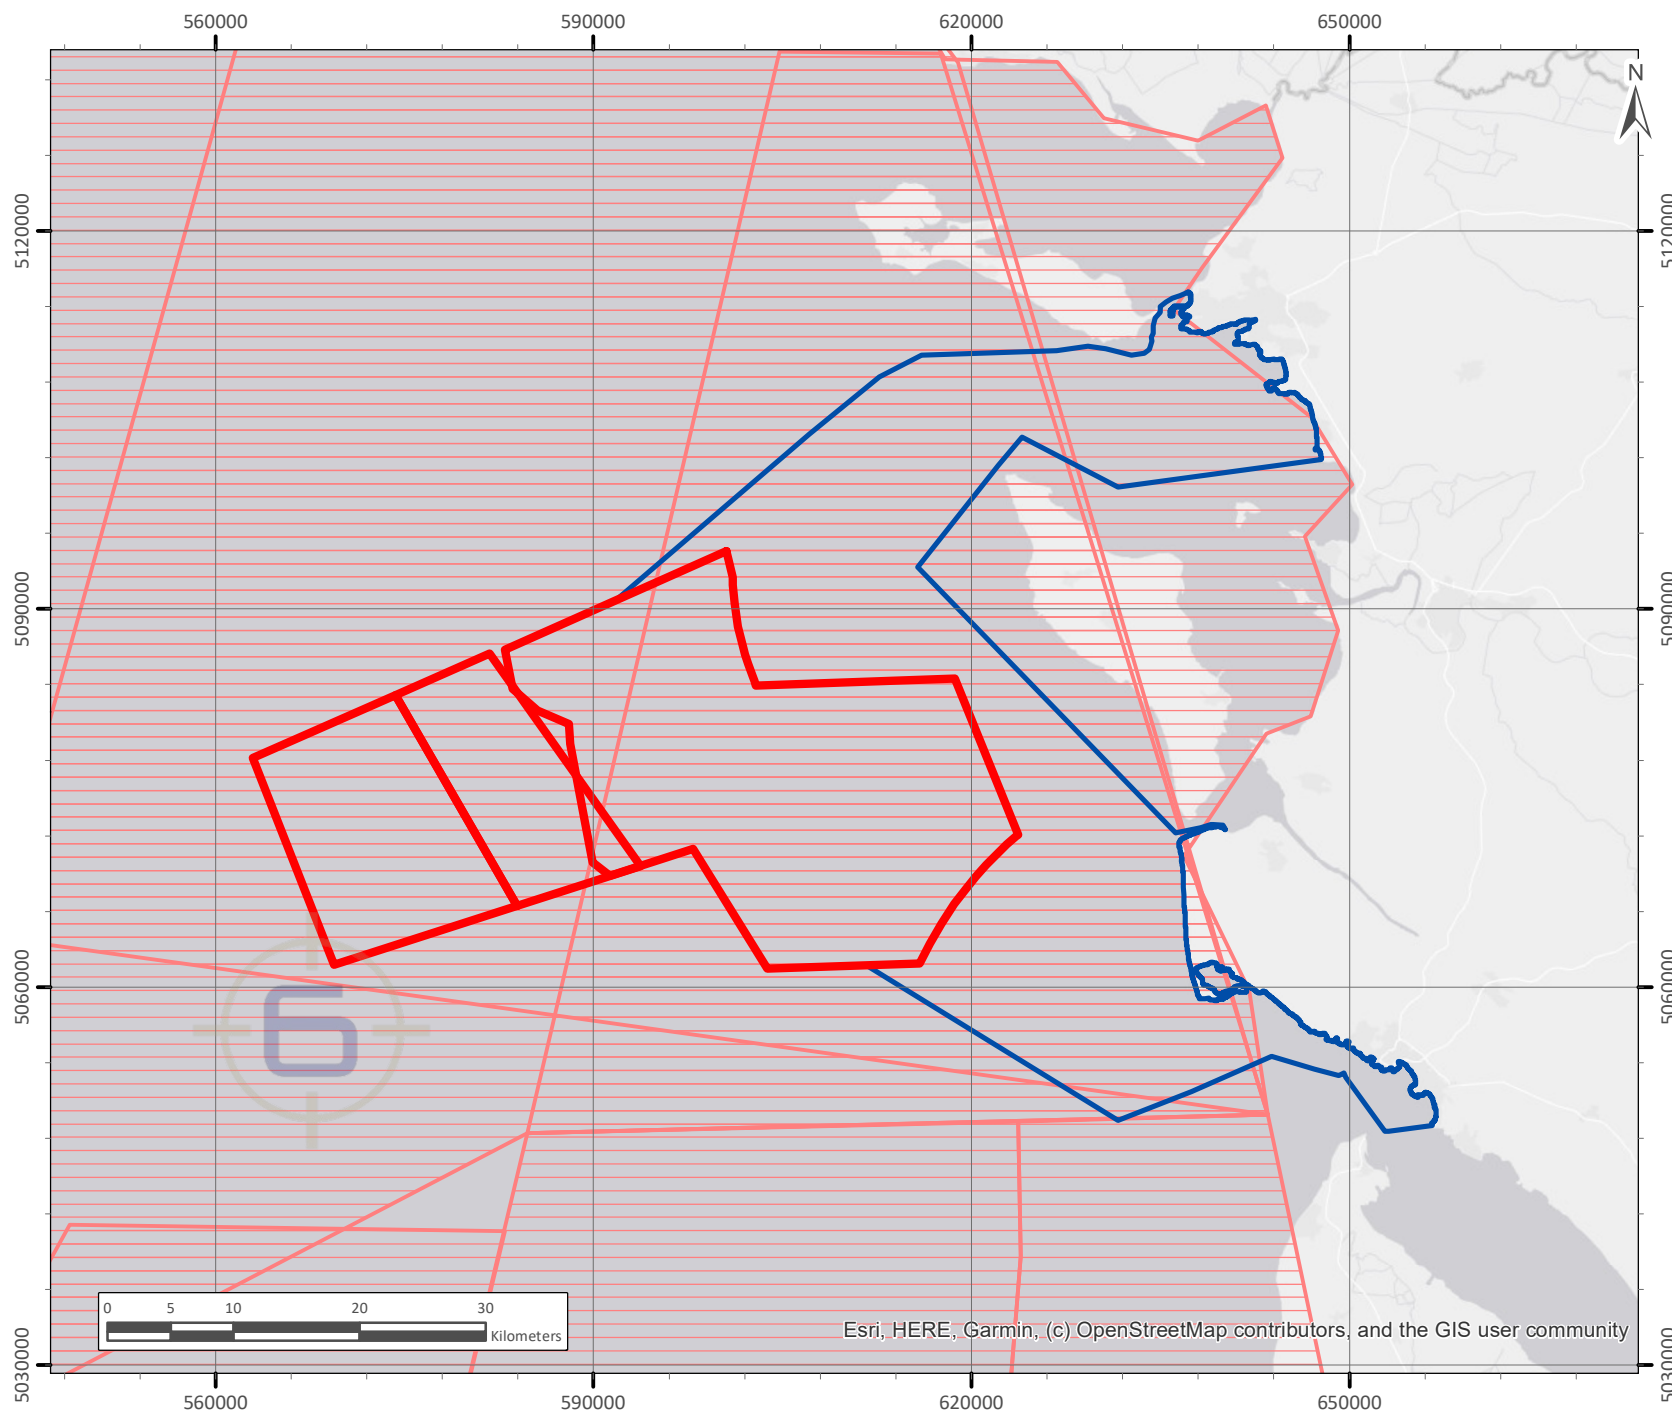 560000 590000 620000 650000
N
5120000 5120000
5090000 5090000
5060000 5060000
6
0 5 10 20 30
Kilometers
Esri, HERE, Garmin, (c) OpenStreetMap contributors, and the GIS user community
5030000 5030000
560000 590000 620000 650000